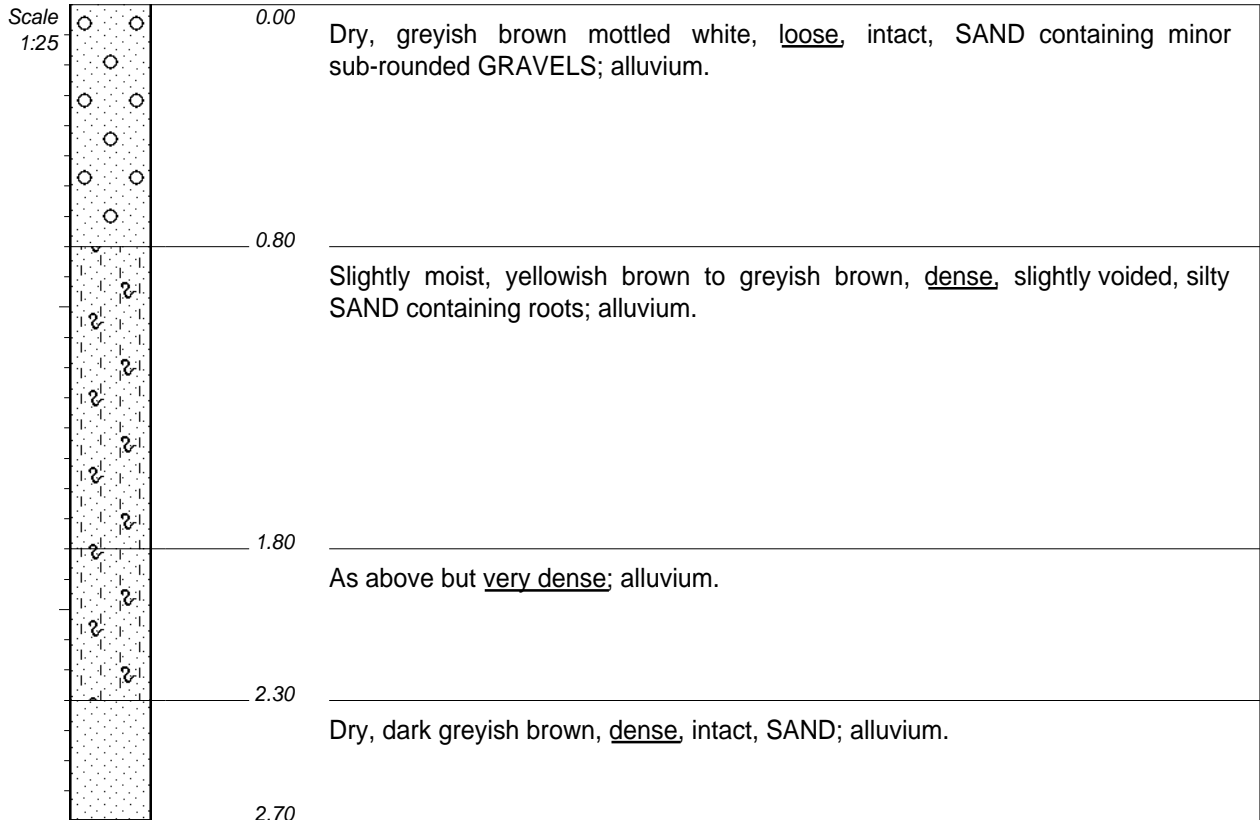 Scale
1:25
0.00
Dry, greyish brown mottled white, loose, intact, SAND containing minor
sub-rounded GRAVELS; alluvium.
0.80
Slightly moist, yellowish brown to greyish brown, dense, slightly voided, silty
SAND containing roots; alluvium.
1.80
As above but very dense; alluvium.
2.30
Dry, dark greyish brown, dense, intact, SAND; alluvium.
2.70